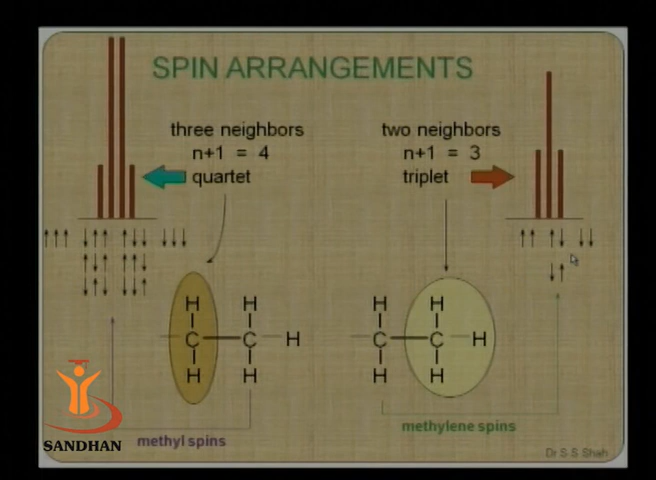 SPIN ARRANGEMENTS
three neighbors
n+1 = 4
quartet
two neighbors
n+1 = 3
triplet
H H H H
C C H C C H
H H H H
methyl spins
methylene spins
SANDHAN
Dr S S Shah